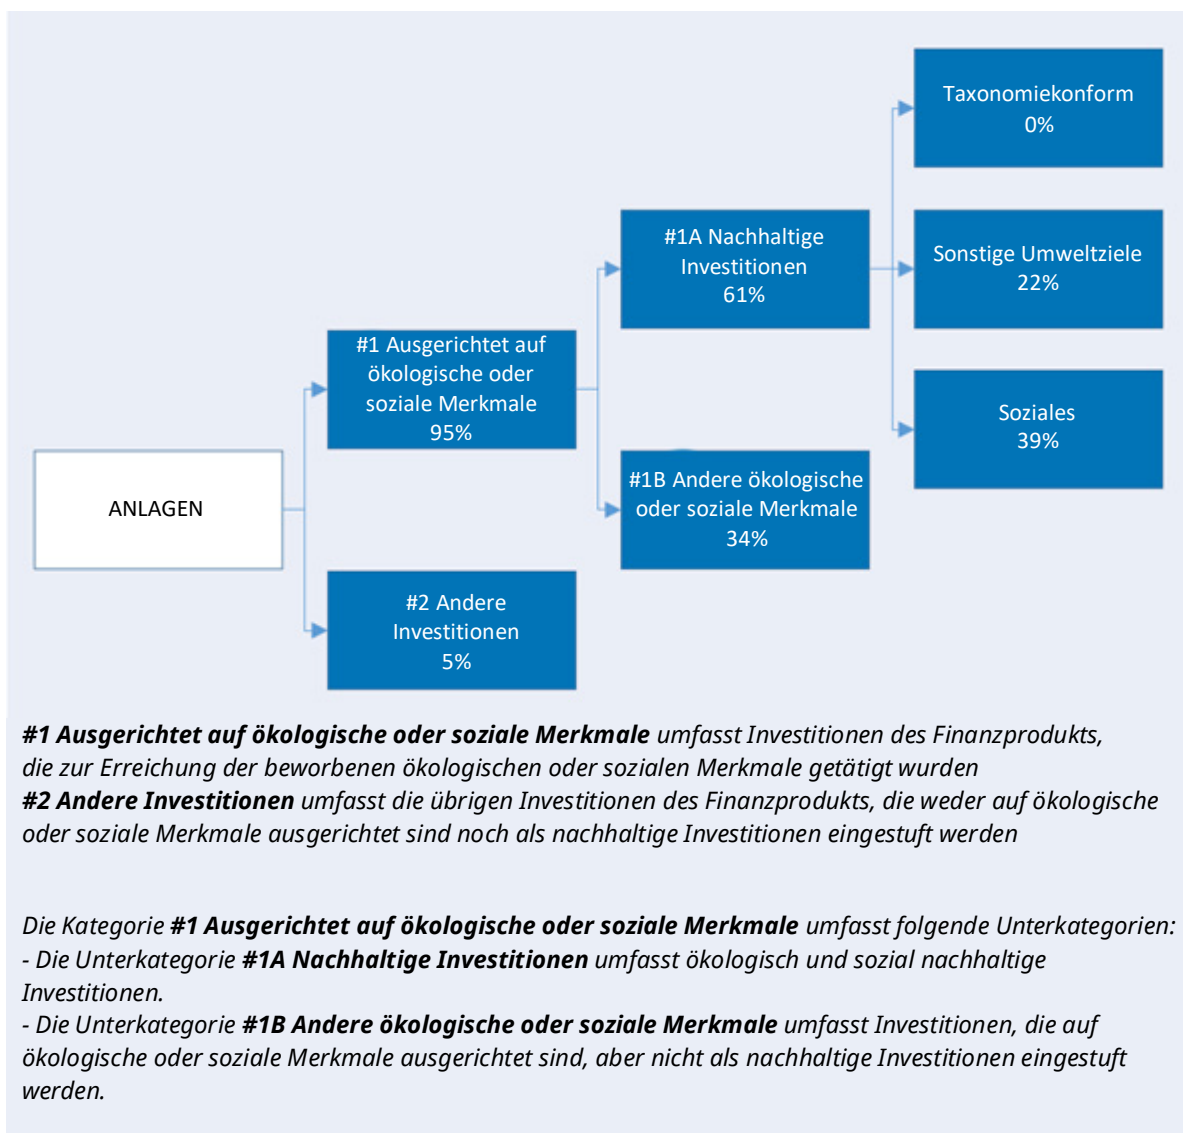 Taxonomiekonform
0%
#1A Nachhaltige
Investitionen
61%
Sonstige Umweltziele
22%
#1 Ausgerichtet auf
ökologische oder
soziale Merkmale
95%
Soziales
39%
#1B Andere ökologische
oder soziale Merkmale
34%
ANLAGEN
#2 Andere
Investitionen
5%
#1 Ausgerichtet auf ökologische oder soziale Merkmale umfasst Investitionen des Finanzprodukts,
die zur Erreichung der beworbenen ökologischen oder sozialen Merkmale getätigt wurden
#2 Andere Investitionen umfasst die übrigen Investitionen des Finanzprodukts, die weder auf ökologische
oder soziale Merkmale ausgerichtet sind noch als nachhaltige Investitionen eingestuft werden
Die Kategorie #1 Ausgerichtet auf ökologische oder soziale Merkmale umfasst folgende Unterkategorien:
- Die Unterkategorie #1A Nachhaltige Investitionen umfasst ökologisch und sozial nachhaltige
Investitionen.
- Die Unterkategorie #1B Andere ökologische oder soziale Merkmale umfasst Investitionen, die auf
ökologische oder soziale Merkmale ausgerichtet sind, aber nicht als nachhaltige Investitionen eingestuft
werden.